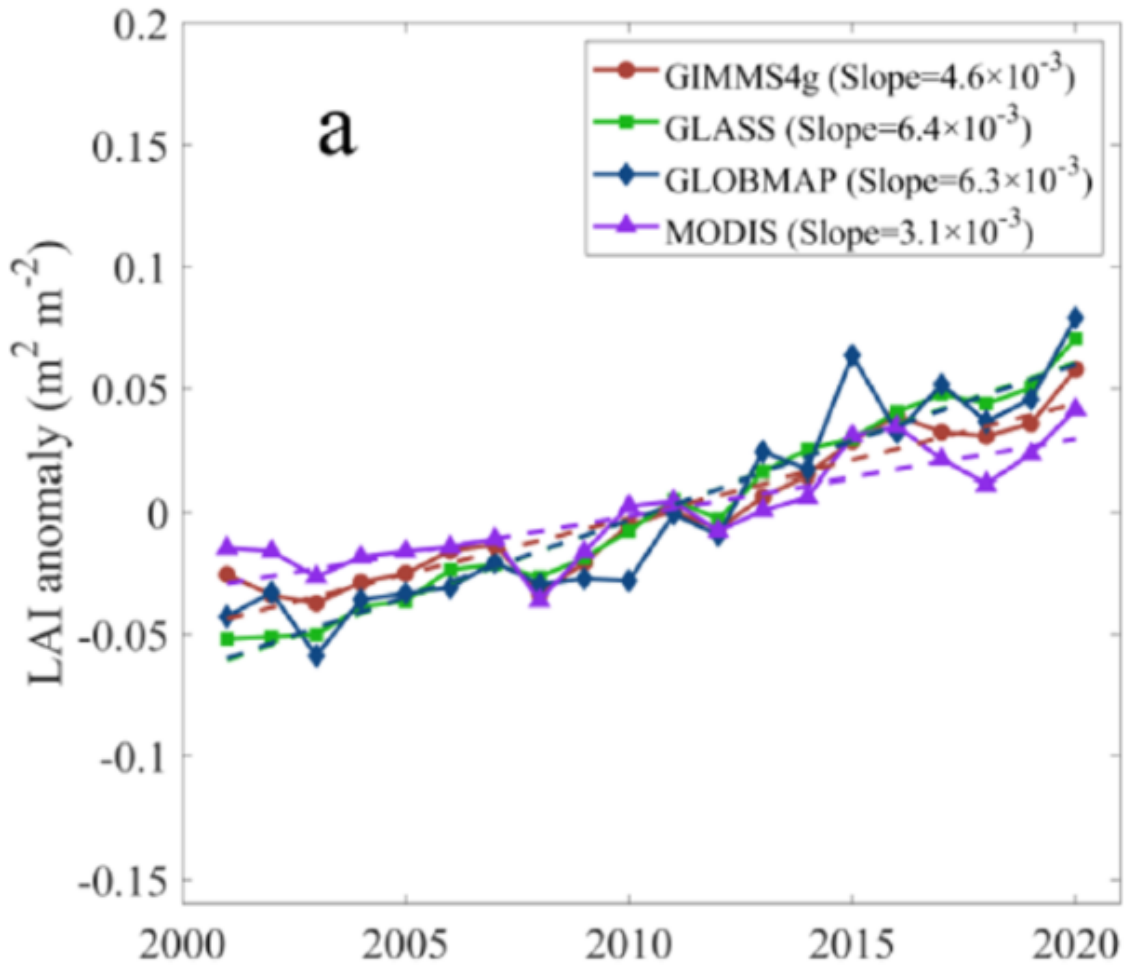 0.2
0.15
0.1
0.05
0
-0.05
-0.1
-0.15
LAI anomaly (m² m⁻²)
a
GIMMS4g (Slope=4.6×10⁻³)
GLASS (Slope=6.4×10⁻³)
GLOBMAP (Slope=6.3×10⁻³)
MODIS (Slope=3.1×10⁻³)
2000 2005 2010 2015 2020